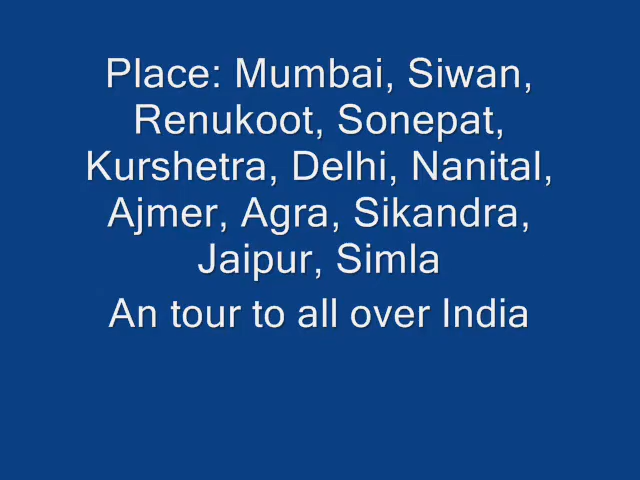 Place: Mumbai, Siwan,
Renukoot, Sonepat,
Kurshetra, Delhi, Nanital,
Ajmer, Agra, Sikandra,
Jaipur, Simla
An tour to all over India